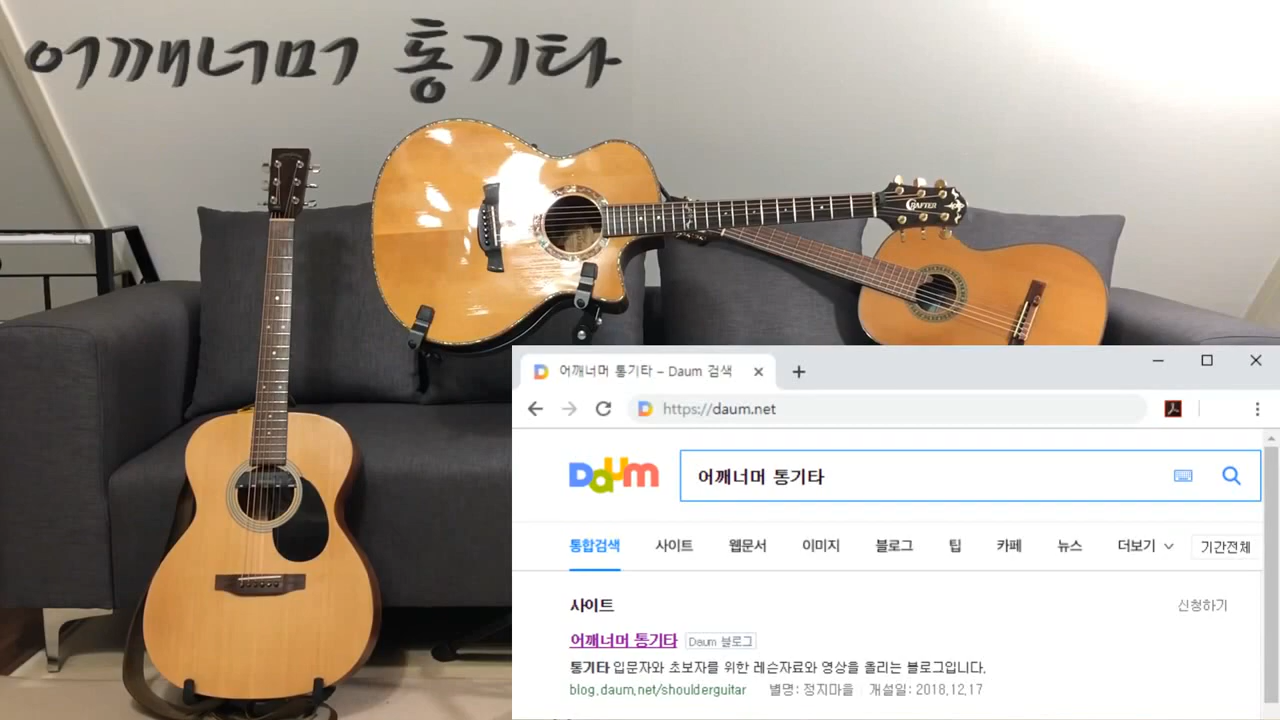 어깨너머 통기타
CRAFTER
어깨너머 통기타 – Daum 검색
https://daum.net
Daum
어깨너머 통기타
통합검색 사이트 웹문서 이미지 블로그 팁 카페 뉴스 더보기 기간전체
사이트
신청하기
어깨너머 통기타 Daum 블로그
통기타 입문자와 초보자를 위한 레슨자료와 영상을 올리는 블로그입니다.
blog.daum.net/shoulderguitar 별명: 정지마을 개설일: 2018.12.17